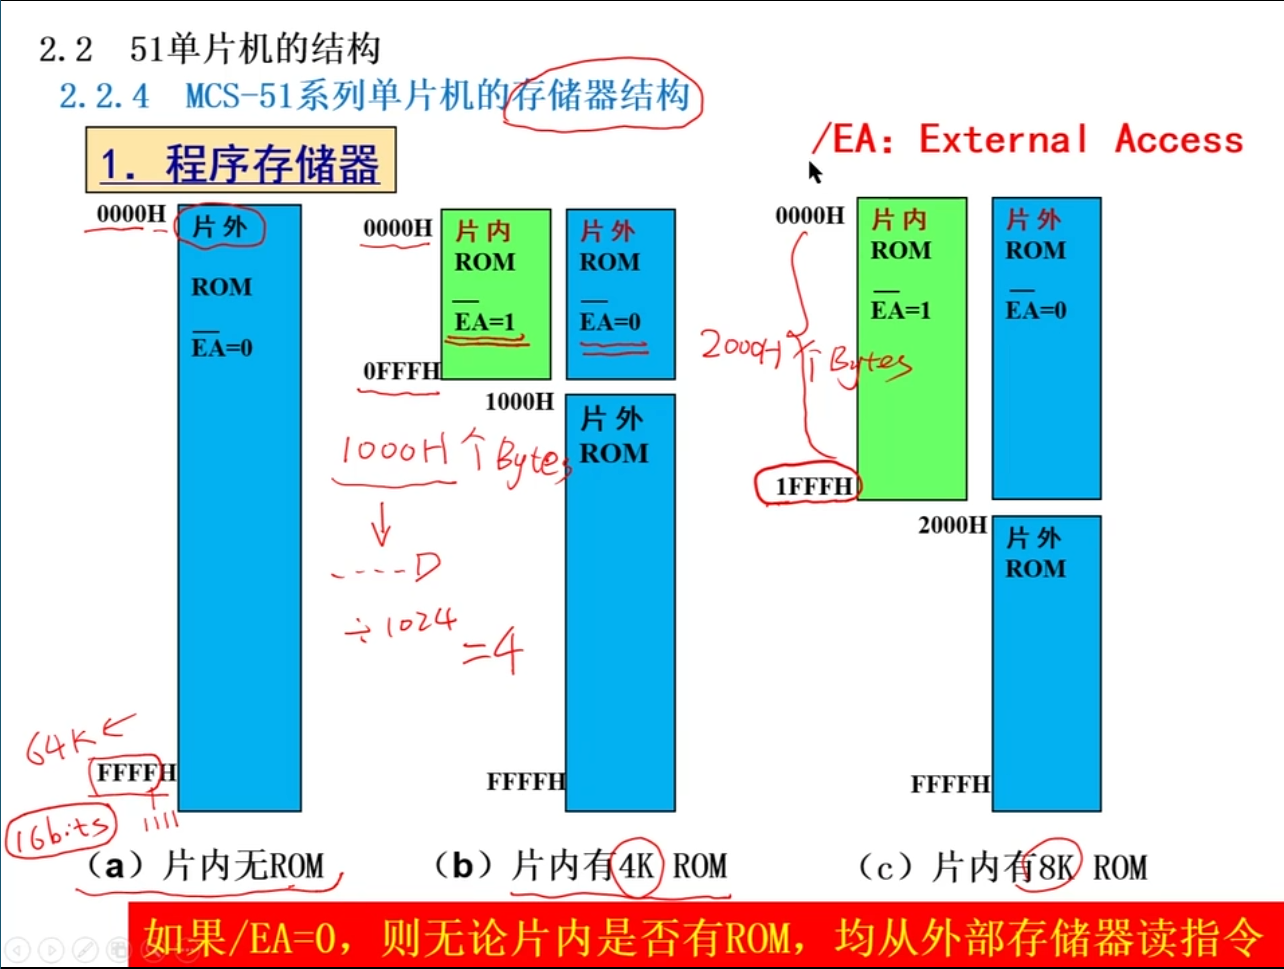 2.2 51单片机的结构
2.2.4 MCS-51系列单片机的存储器结构
1. 程序存储器
/EA: External Access
0000H
片外
ROM
EA=0
64K
FFFFH
16bits
1111
(a) 片内无ROM
0000H
片内
ROM
EA=1
0FFFH
片外
ROM
EA=0
1000H
片外
ROM
1000H 个 Bytes
----D
÷1024
=4
FFFFH
(b) 片内有4K ROM
0000H
片内
ROM
EA=1
2000H 个 Bytes
1FFFH
片外
ROM
EA=0
2000H
片外
ROM
FFFFH
(c) 片内有8K ROM
如果/EA=0，则无论片内是否有ROM，均从外部存储器读指令